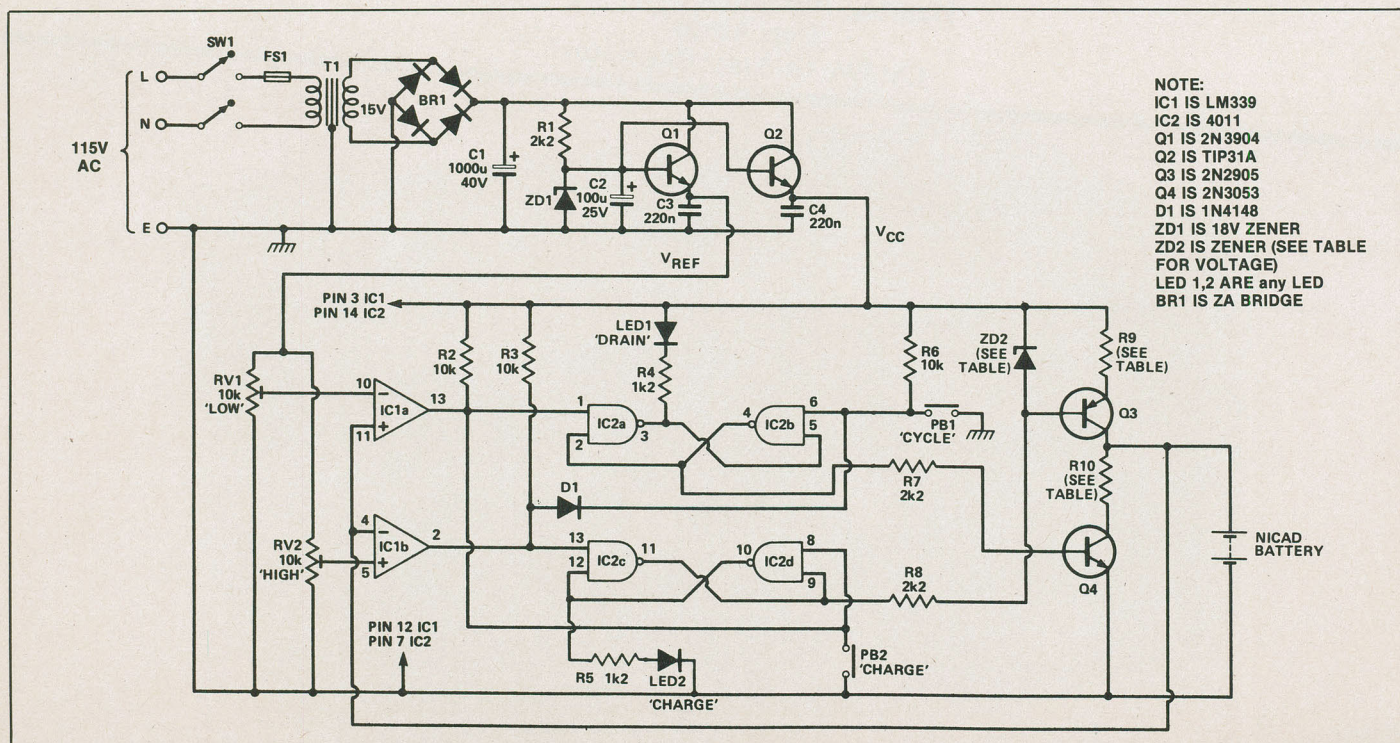 SW1
FS1
T1
L
N
E
115V
AC
15V
BR1
C1
1000u
40V
+
R1
2k2
ZD1
C2
100u
25V
+
Q1
C3
220n
Q2
C4
220n
VCC
VREF
NOTE:
IC1 IS LM339
IC2 IS 4011
Q1 IS 2N3904
Q2 IS TIP31A
Q3 IS 2N2905
Q4 IS 2N3053
D1 IS 1N4148
ZD1 IS 18V ZENER
ZD2 IS ZENER (SEE TABLE
FOR VOLTAGE)
LED 1,2 ARE any LED
BR1 IS ZA BRIDGE
PIN 3 IC1
PIN 14 IC2
RV1
10k
'LOW'
10
−
IC1a
13
11
+
R2
10k
R3
10k
LED1
'DRAIN'
R4
1k2
1
IC2a
3
2
4
IC2b
6
5
R6
10k
PB1
'CYCLE'
ZD2
(SEE
TABLE)
R9
(SEE
TABLE)
Q3
R7
2k2
R10
(SEE
TABLE)
D1
RV2
10k
'HIGH'
4
−
IC1b
2
5
+
13
IC2c
11
12
10
IC2d
8
9
R8
2k2
Q4
NICAD
BATTERY
PIN 12 IC1
PIN 7 IC2
R5
1k2
LED2
'CHARGE'
PB2
'CHARGE'